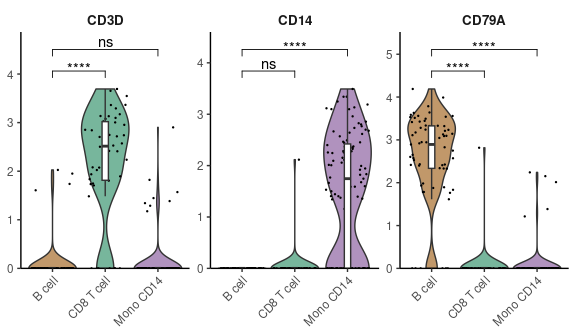 CD3D
CD14
CD79A
ns
****
0
1
2
3
4
B cell
CD8 T cell
Mono CD14
****
ns
0
1
2
3
4
B cell
CD8 T cell
Mono CD14
****
****
0
1
2
3
4
5
B cell
CD8 T cell
Mono CD14